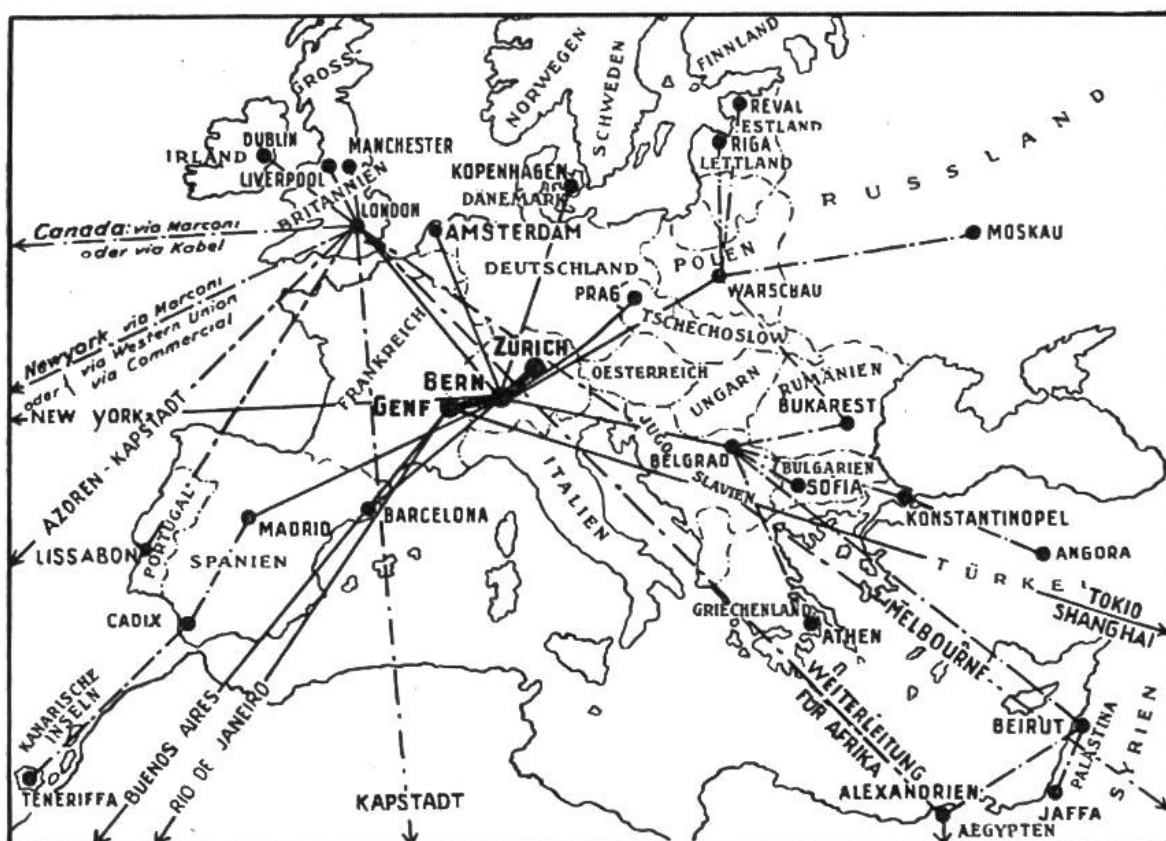 FINNLAND
NORWEGEN
SCHWEDEN
GROSS-
BRITANNIEN
REVAL
ESTLAND
RIGA
LETTLAND
RUSSLAND
DUBLIN
IRLAND
MANCHESTER
LIVERPOOL
KOPENHAGEN
DÄNEMARK
LONDON
AMSTERDAM
MOSKAU
Canada: via Marconi
oder via Kabel
DEUTSCHLAND
POLEN
WARSCHAU
PRAG
TSCHECHOSLOW.
Newyork via Marconi
oder via Western Union
via Commercial
FRANKREICH
ZÜRICH
BERN
GENF
OESTERREICH
UNGARN
RUMÄNIEN
BUKAREST
NEW YORK
AZOREN-KAPSTADT
JUGO
SLAVIEN
BELGRAD
BULGARIEN
SOFIA
ITALIEN
KONSTANTINOPEL
PORTUGAL
LISSABON
MADRID
SPANIEN
BARCELONA
ANGORA
TÜRKEI
TOKIO
SHANGHAI
CADIX
GRIECHENLAND
ATHEN
MELBOURNE
KANARISCHE
INSELN
TENERIFFA
BUENOS AIRES
RIO DE JANEIRO
KAPSTADT
WEITERLEITUNG
FÜR AFRIKA
BEIRUT
PALÄSTINA
SYRIEN
ALEXANDRIEN
JAFFA
AEGYPTEN